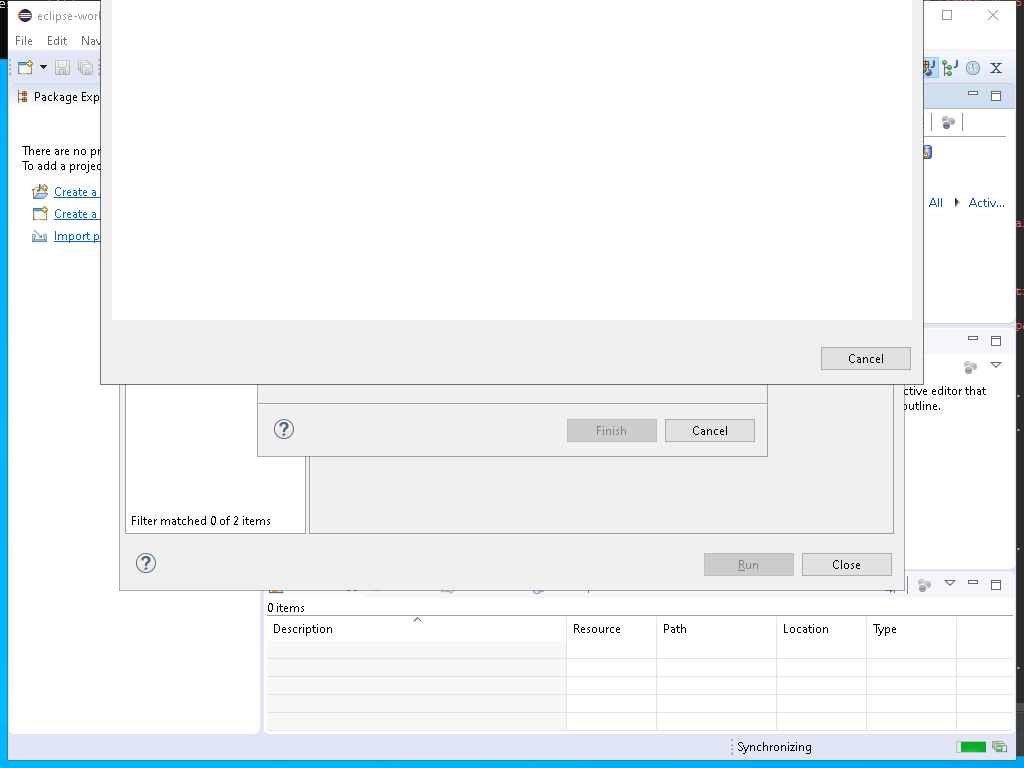 eclipse-work
File Edit Nav
Package Exp
There are no pr
To add a projec
Create a
Create a
Import p
X
All Activ...
Cancel
ctive editor that
outline.
? Finish Cancel
Filter matched 0 of 2 items
? Run Close
0 items
Description Resource Path Location Type
Synchronizing